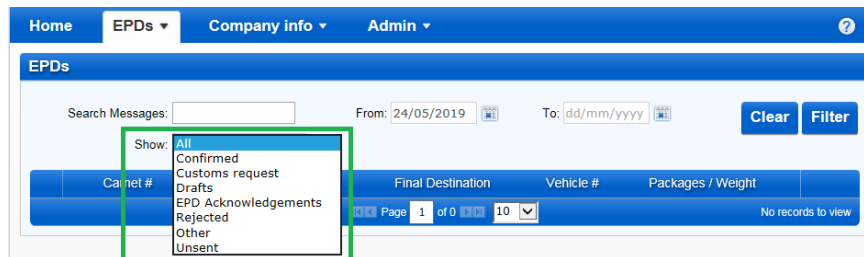 Home EPDs Company info Admin ?
EPDs
Search Messages: From: 24/05/2019 To: dd/mm/yyyy Clear Filter
Show: All
Confirmed
Customs request
Drafts
EPD Acknowledgements
Rejected
Other
Unsent
Carnet # Final Destination Vehicle # Packages / Weight
Page 1 of 0 10 No records to view